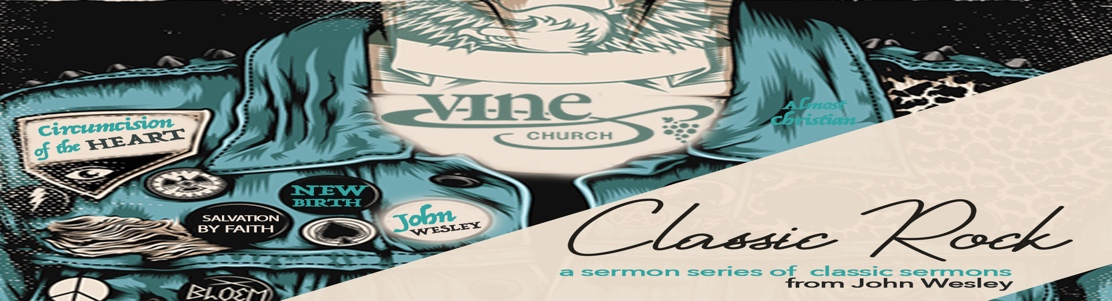 Circumcision
of the HEART
NEW
BIRTH
SALVATION
BY FAITH
John
WESLEY
BLOEM
vine
CHURCH
Almost
Christian
Classic Rock
a sermon series of classic sermons
from John Wesley